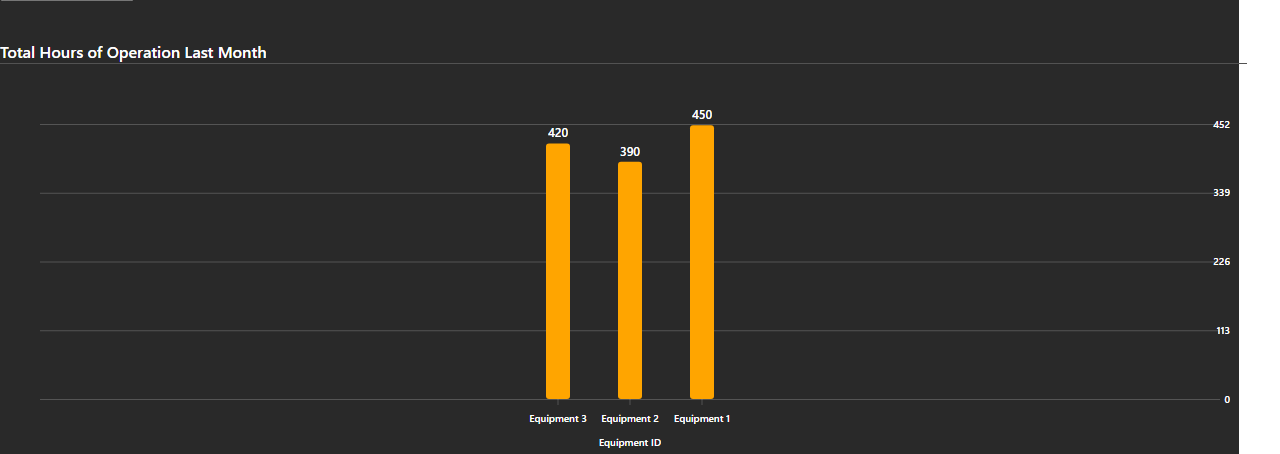 Total Hours of Operation Last Month
450
452
420
390
339
226
113
0
Equipment 3 Equipment 2 Equipment 1
Equipment ID